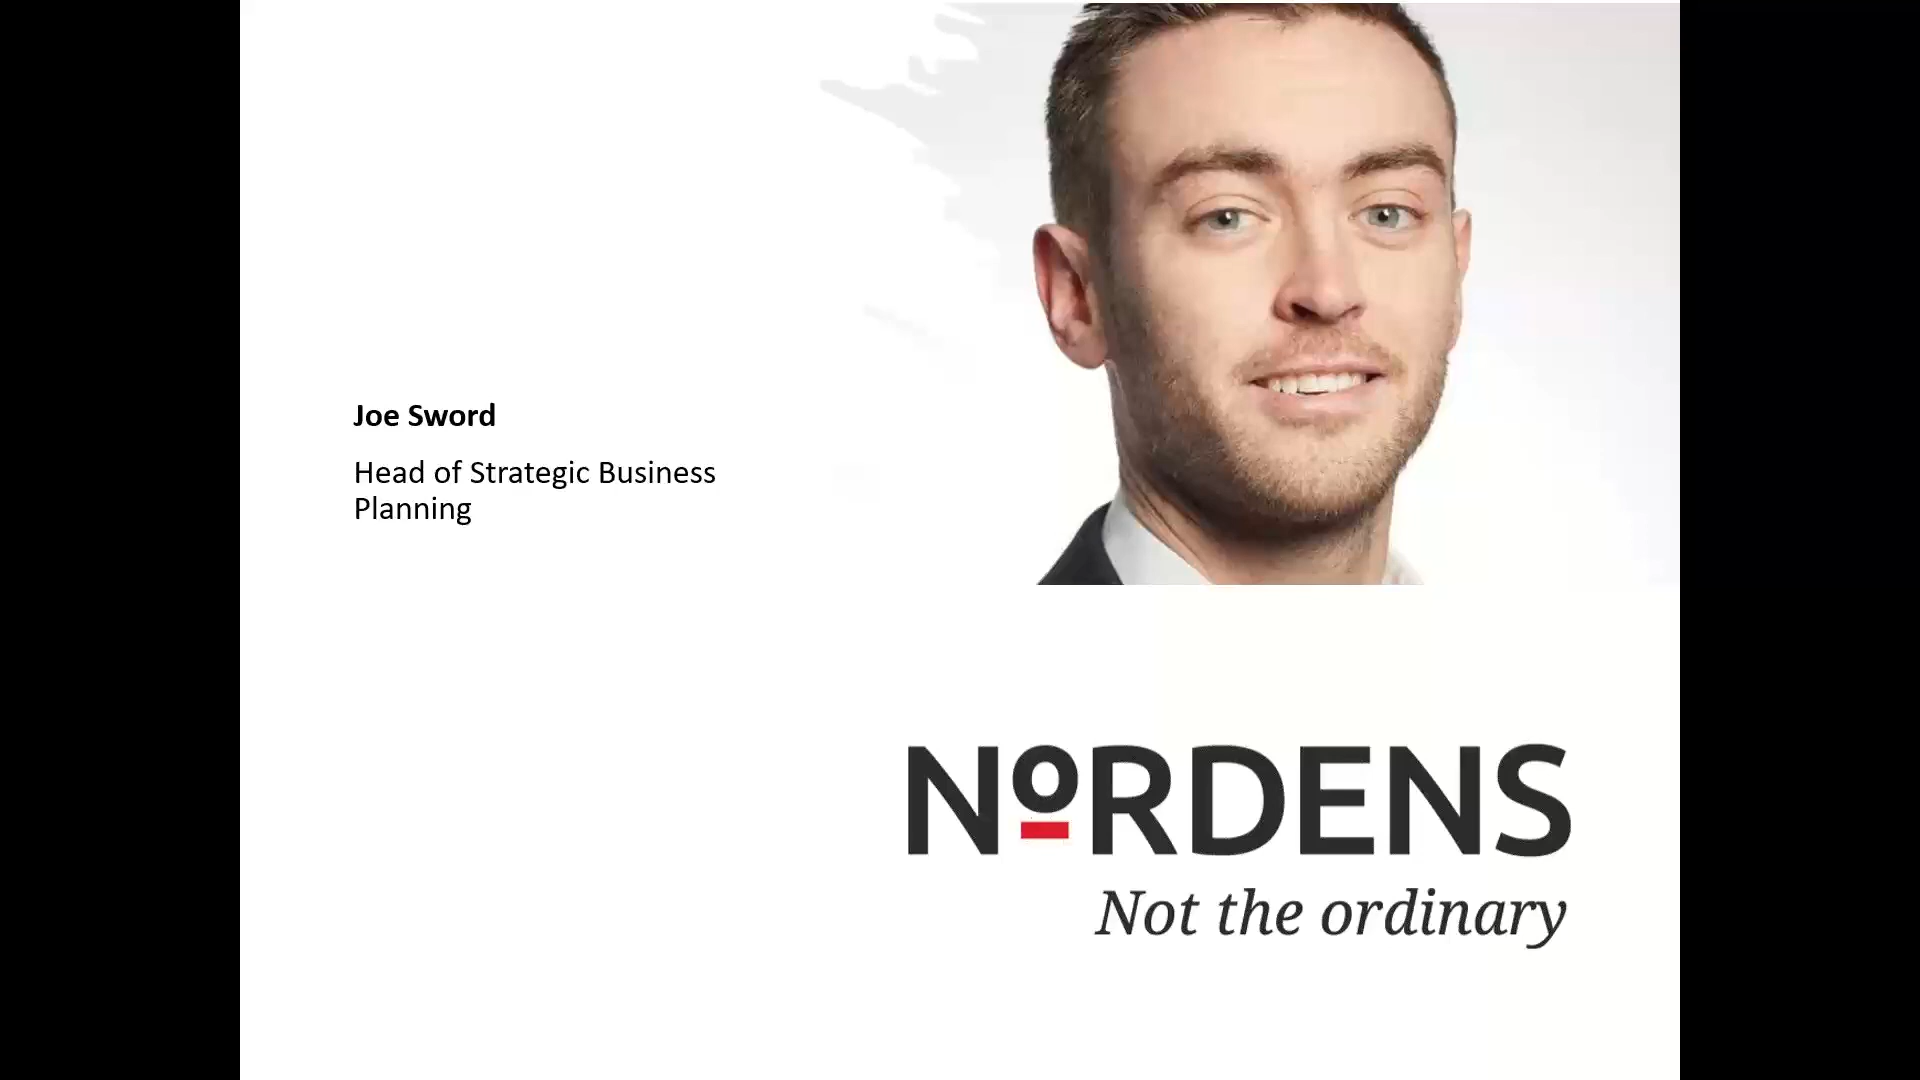 Joe Sword
Head of Strategic Business
Planning
NºRDENS
Not the ordinary